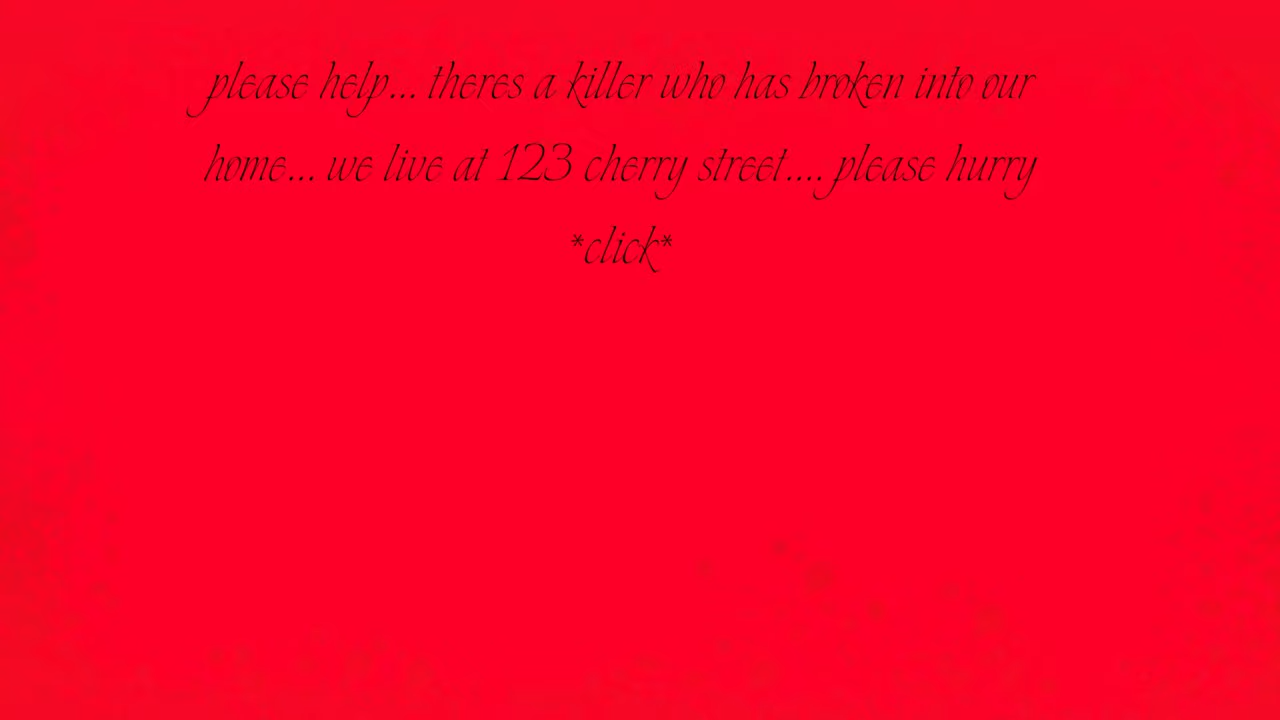 please help... theres a killer who has broken into our
home... we live at 123 cherry street.... please hurry
*click*